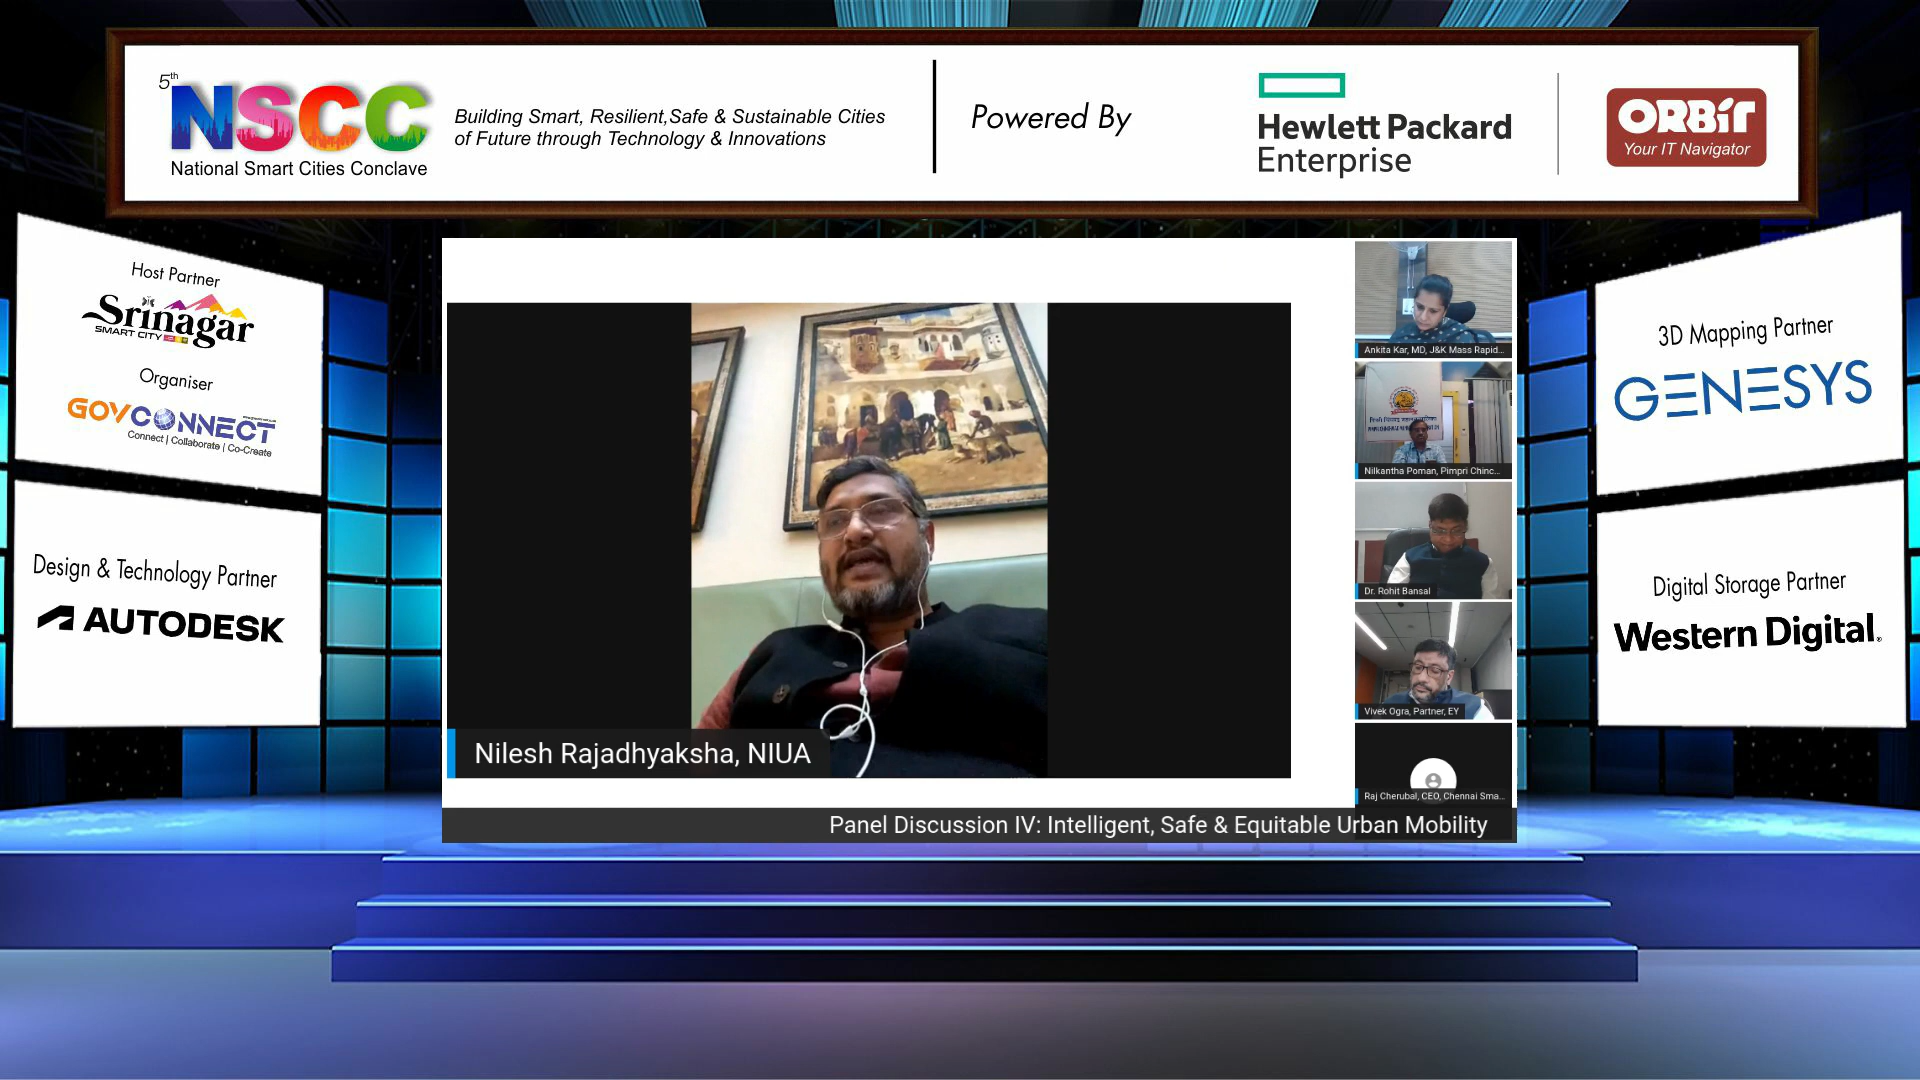 5th
NSCC
National Smart Cities Conclave
Building Smart, Resilient,Safe & Sustainable Cities
of Future through Technology & Innovations
Powered By
Hewlett Packard
Enterprise
ORBiT
Your IT Navigator
Host Partner
Srinagar
SMART CITY
Organiser
GOVCONNECT
Connect | Collaborate | Co-Create
Design & Technology Partner
AUTODESK
Nilesh Rajadhyaksha, NIUA
Ankita Kar, MD, J&K Mass Rapid...
Nilkantha Poman, Pimpri Chinc...
Dr. Rohit Bansal
Vivek Ogra, Partner, EY
Raj Cherubal, CEO, Chennai Sma...
Panel Discussion IV: Intelligent, Safe & Equitable Urban Mobility
3D Mapping Partner
GENESYS
Digital Storage Partner
Western Digital.